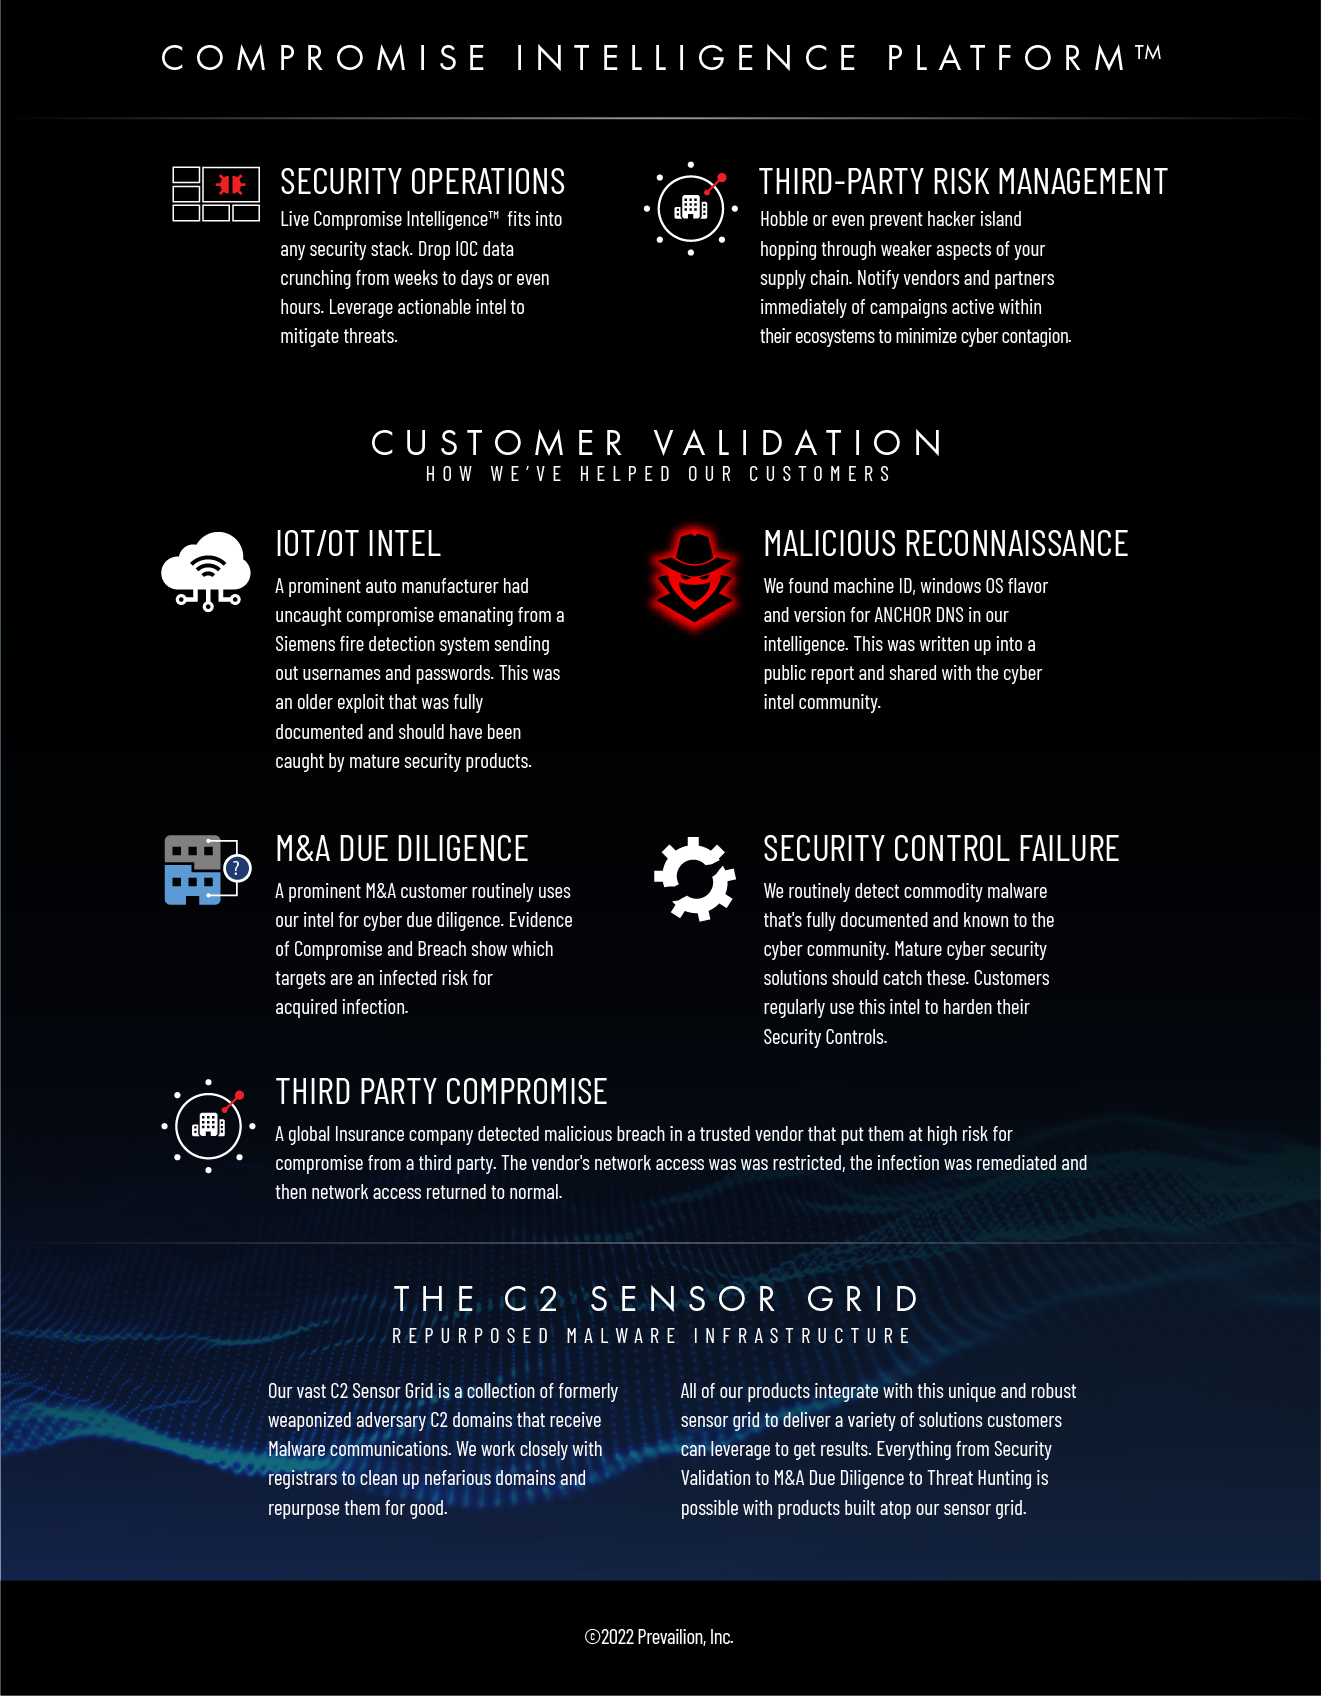 COMPROMISE INTELLIGENCE PLATFORM™
SECURITY OPERATIONS
Live Compromise Intelligence™ fits into
any security stack. Drop IOC data
crunching from weeks to days or even
hours. Leverage actionable intel to
mitigate threats.
THIRD-PARTY RISK MANAGEMENT
Hobble or even prevent hacker island
hopping through weaker aspects of your
supply chain. Notify vendors and partners
immediately of campaigns active within
their ecosystems to minimize cyber contagion.
CUSTOMER VALIDATION
HOW WE’VE HELPED OUR CUSTOMERS
IOT/OT INTEL
A prominent auto manufacturer had
uncaught compromise emanating from a
Siemens fire detection system sending
out usernames and passwords. This was
an older exploit that was fully
documented and should have been
caught by mature security products.
MALICIOUS RECONNAISSANCE
We found machine ID, windows OS flavor
and version for ANCHOR DNS in our
intelligence. This was written up into a
public report and shared with the cyber
intel community.
?
M&A DUE DILIGENCE
A prominent M&A customer routinely uses
our intel for cyber due diligence. Evidence
of Compromise and Breach show which
targets are an infected risk for
acquired infection.
SECURITY CONTROL FAILURE
We routinely detect commodity malware
that's fully documented and known to the
cyber community. Mature cyber security
solutions should catch these. Customers
regularly use this intel to harden their
Security Controls.
THIRD PARTY COMPROMISE
A global Insurance company detected malicious breach in a trusted vendor that put them at high risk for
compromise from a third party. The vendor's network access was was restricted, the infection was remediated and
then network access returned to normal.
THE C2 SENSOR GRID
REPURPOSED MALWARE INFRASTRUCTURE
Our vast C2 Sensor Grid is a collection of formerly
weaponized adversary C2 domains that receive
Malware communications. We work closely with
registrars to clean up nefarious domains and
repurpose them for good.
All of our products integrate with this unique and robust
sensor grid to deliver a variety of solutions customers
can leverage to get results. Everything from Security
Validation to M&A Due Diligence to Threat Hunting is
possible with products built atop our sensor grid.
©2022 Prevailion, Inc.